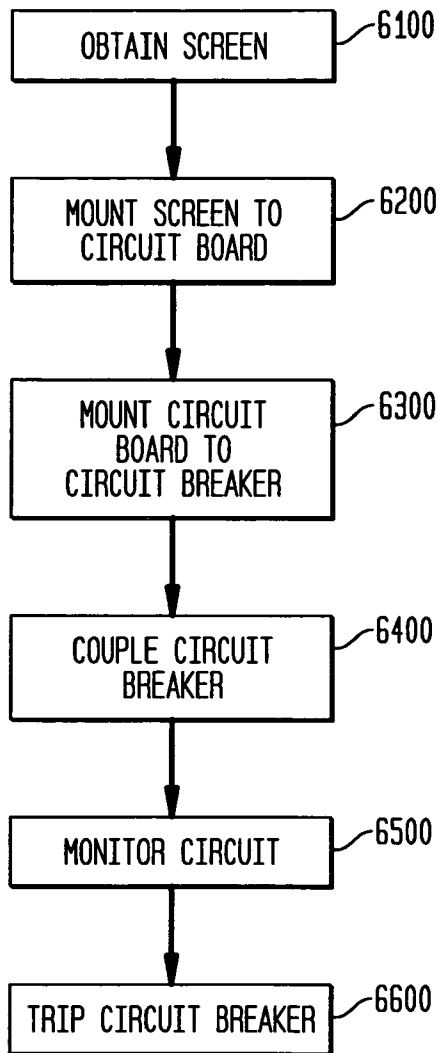 OBTAIN SCREEN
6100
MOUNT SCREEN TO
CIRCUIT BOARD
6200
MOUNT CIRCUIT
BOARD TO
CIRCUIT BREAKER
6300
COUPLE CIRCUIT
BREAKER
6400
MONITOR CIRCUIT
6500
TRIP CIRCUIT BREAKER
6600